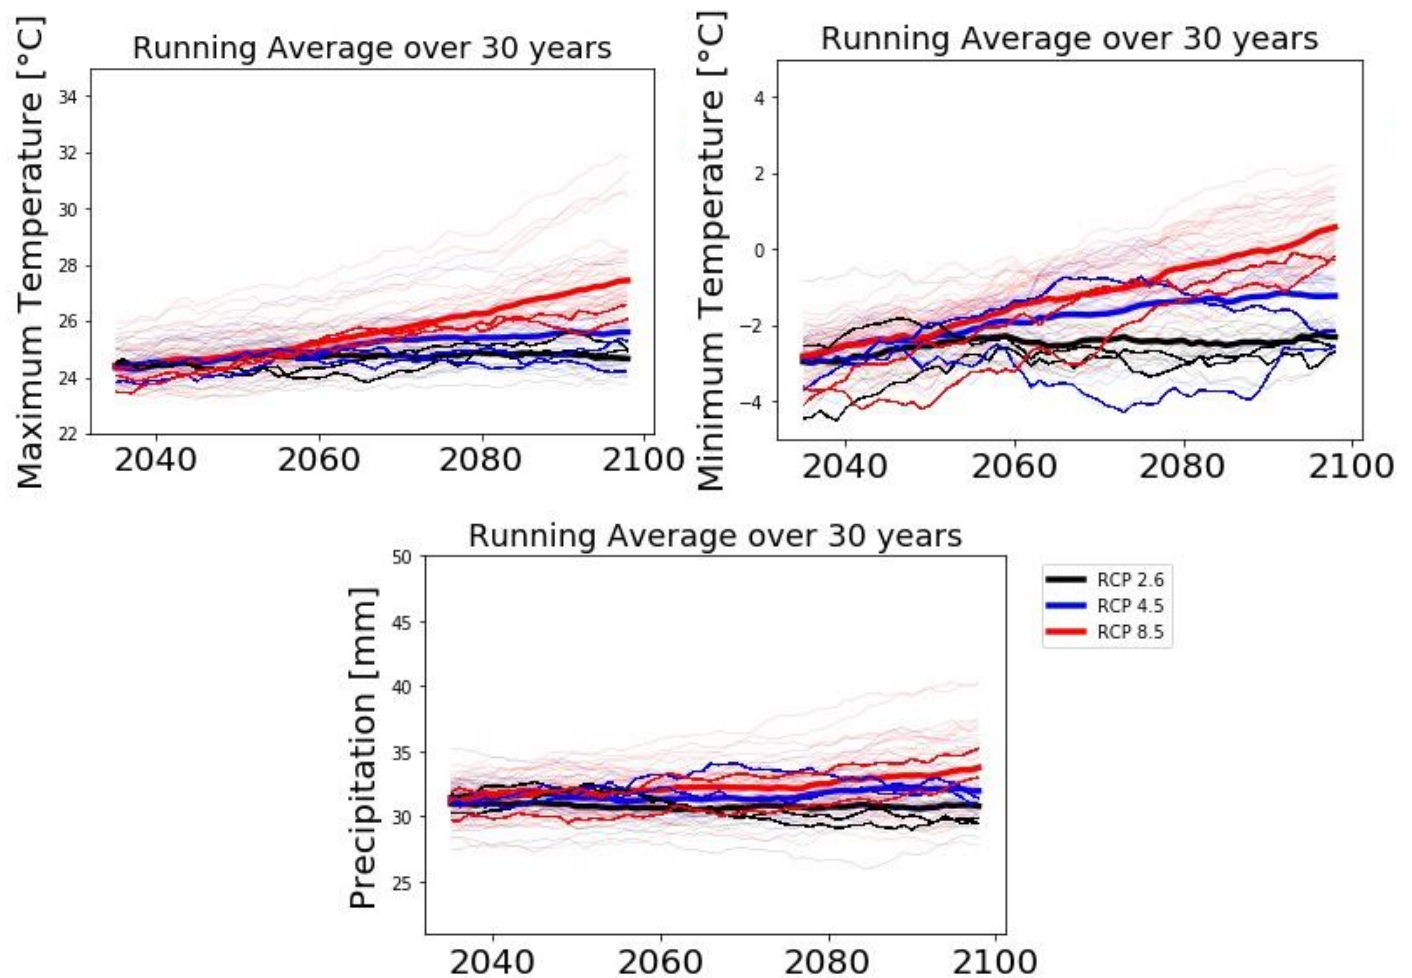 Running Average over 30 years
Maximum Temperature [°C]
34
32
30
28
26
24
22
2040 2060 2080 2100
Running Average over 30 years
Minimum Temperature [°C]
4
2
0
−2
−4
2040 2060 2080 2100
Running Average over 30 years
Precipitation [mm]
50
45
40
35
30
25
2040 2060 2080 2100
RCP 2.6
RCP 4.5
RCP 8.5